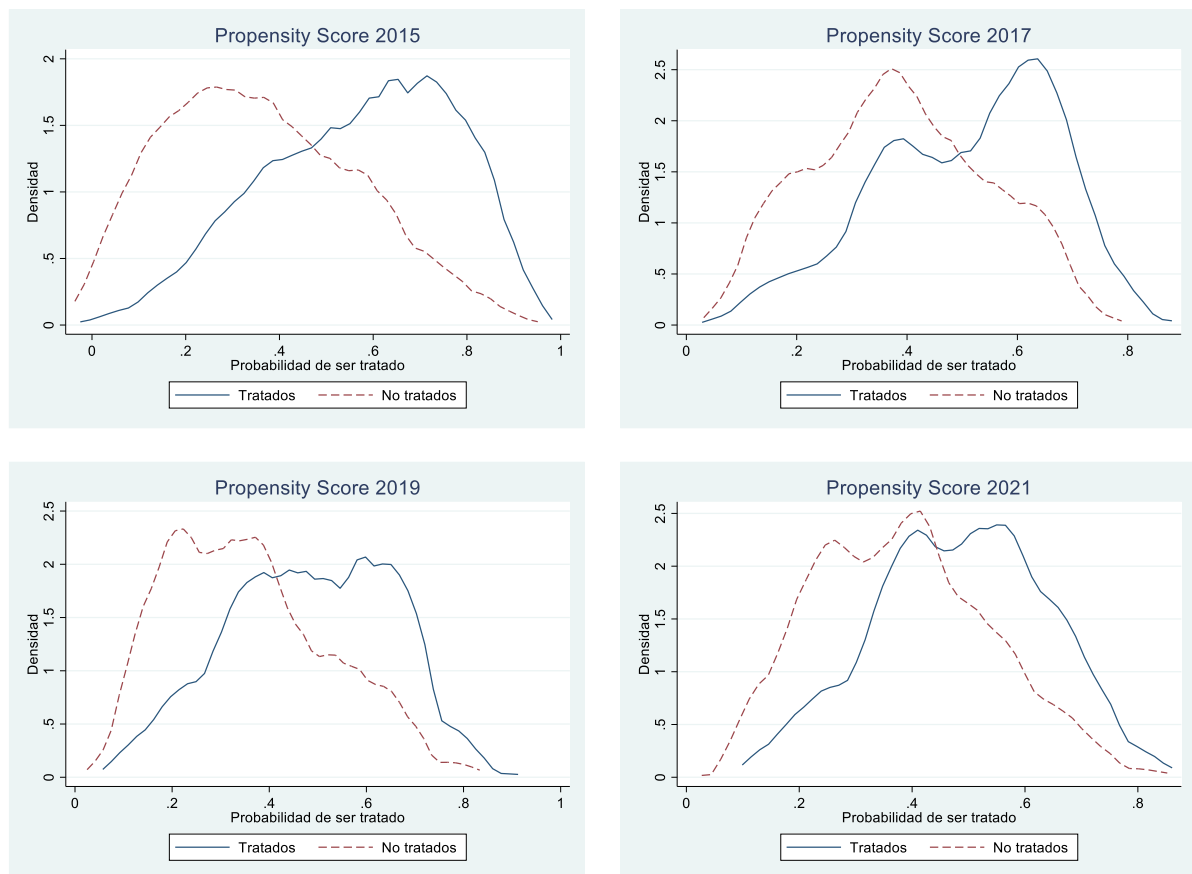 Propensity Score 2015
Densidad
2
1.5
1
.5
0
0 .2 .4 .6 .8 1
Probabilidad de ser tratado
Tratados No tratados
Propensity Score 2017
Densidad
2.5
2
1.5
1
.5
0
0 .2 .4 .6 .8
Probabilidad de ser tratado
Tratados No tratados
Propensity Score 2019
Densidad
2.5
2
1.5
1
.5
0
0 .2 .4 .6 .8 1
Probabilidad de ser tratado
Tratados No tratados
Propensity Score 2021
Densidad
2.5
2
1.5
1
.5
0
0 .2 .4 .6 .8
Probabilidad de ser tratado
Tratados No tratados